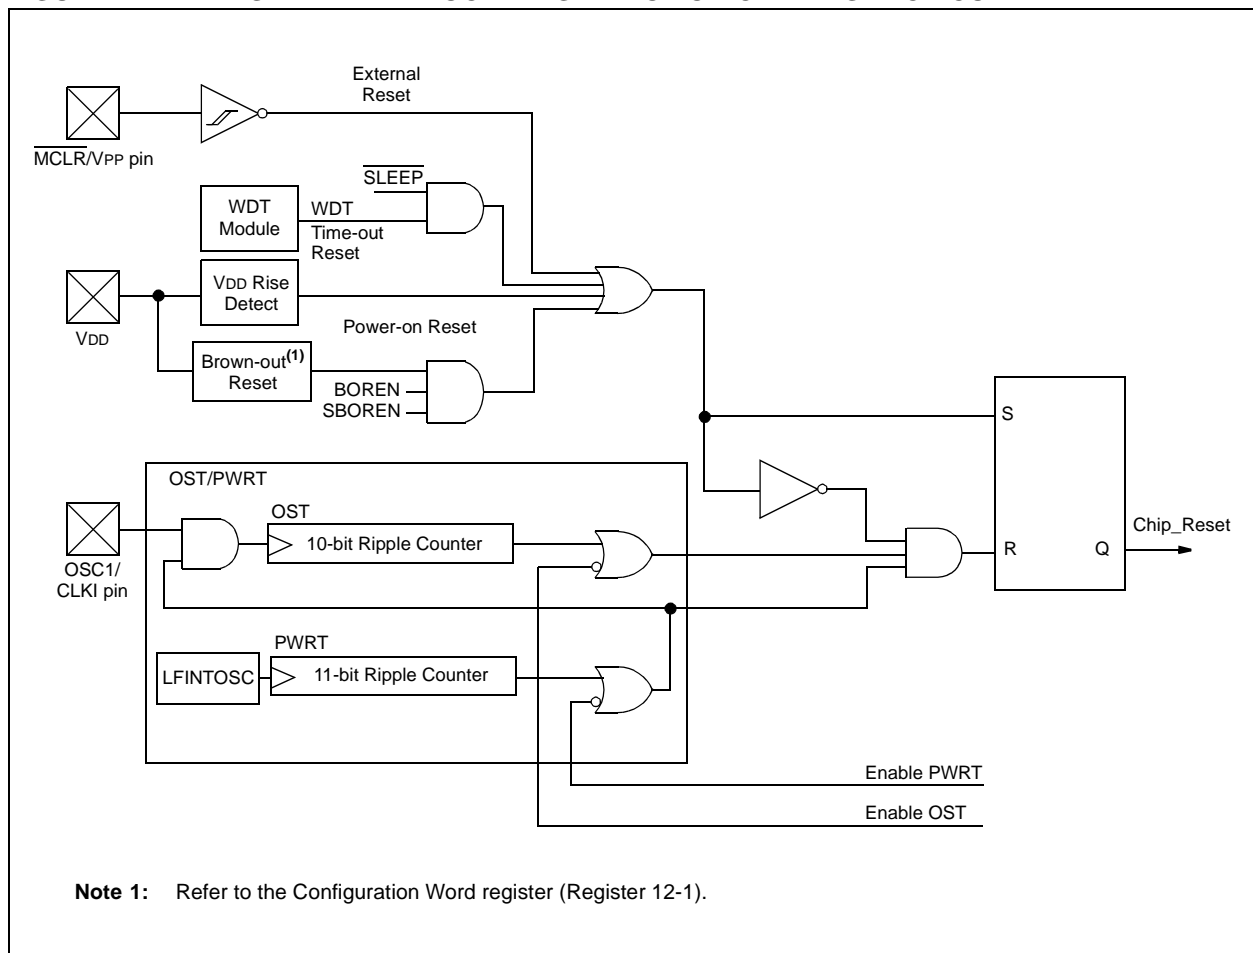 External
Reset
MCLR/VPP pin
SLEEP
WDT
Module
WDT
Time-out
Reset
VDD Rise
Detect
VDD
Power-on Reset
Brown-out(1)
Reset
BOREN
SBOREN
S
OST/PWRT
OST
10-bit Ripple Counter
OSC1/
CLKI pin
Chip_Reset
R
Q
PWRT
LFINTOSC
11-bit Ripple Counter
Enable PWRT
Enable OST
Note 1: Refer to the Configuration Word register (Register 12-1).